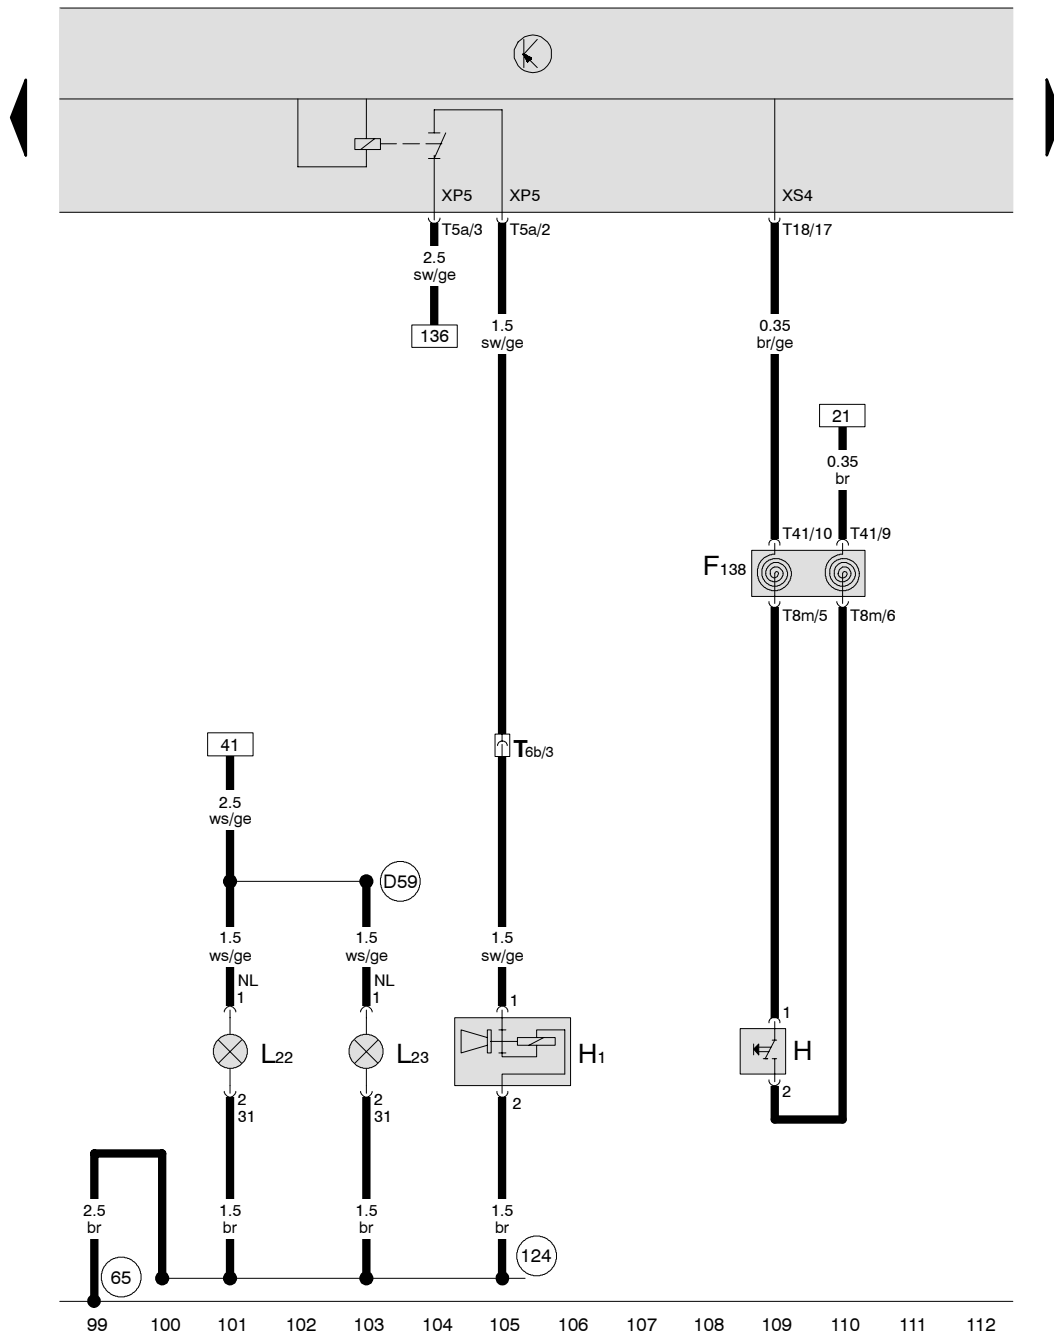 XP5 XP5 XS4
T5a/3 T5a/2 T18/17
2.5
sw/ge
136
1.5
sw/ge
0.35
br/ge
21
0.35
br
T41/10 T41/9
F138
T8m/5 T8m/6
41
T6b/3
2.5
ws/ge
D59
1.5
ws/ge
1.5
ws/ge
1.5
sw/ge
NL
1
NL
1
1
1
L22
L23
H1
H
2
31
2
31
2
2
2.5
br
1.5
br
1.5
br
1.5
br
124
65
99 100 101 102 103 104 105 106 107 108 109 110 111 112